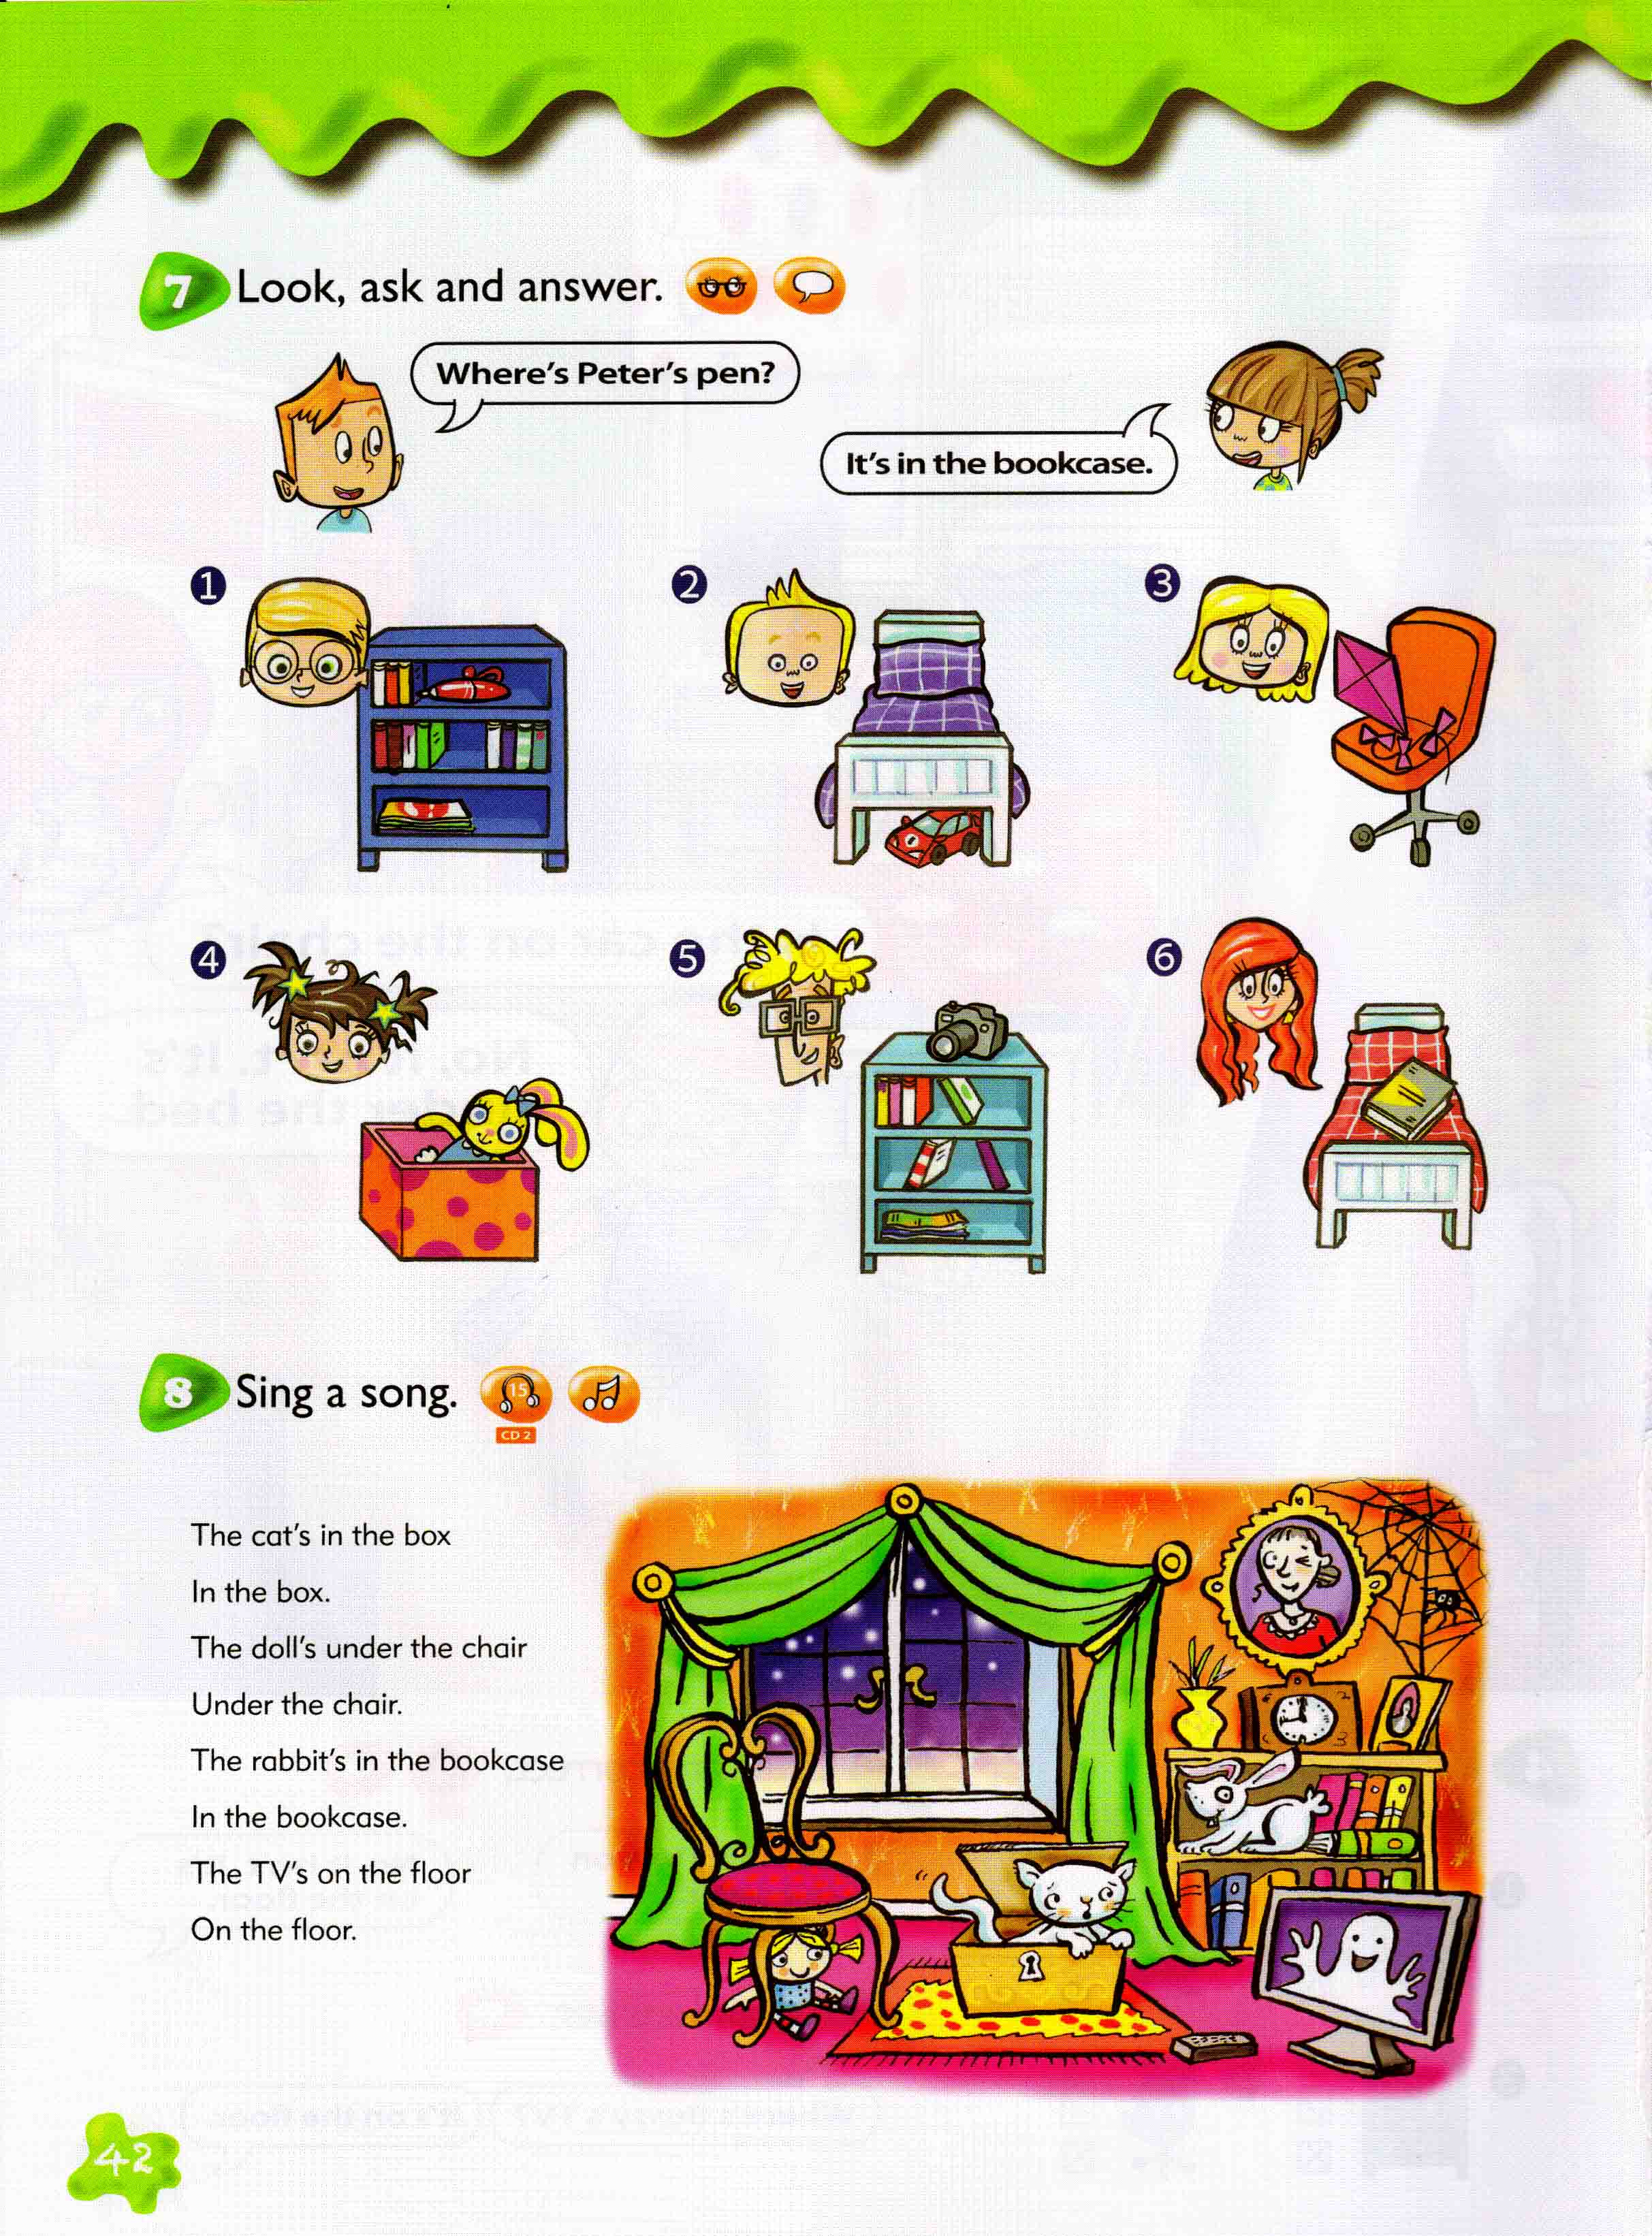 7 Look, ask and answer.
Where's Peter's pen?
It's in the bookcase.
1
2
3
4
5
6
8 Sing a song.
15
CD 2
The cat's in the box
In the box.
The doll's under the chair
Under the chair.
The rabbit's in the bookcase
In the bookcase.
The TV's on the floor
On the floor.
42